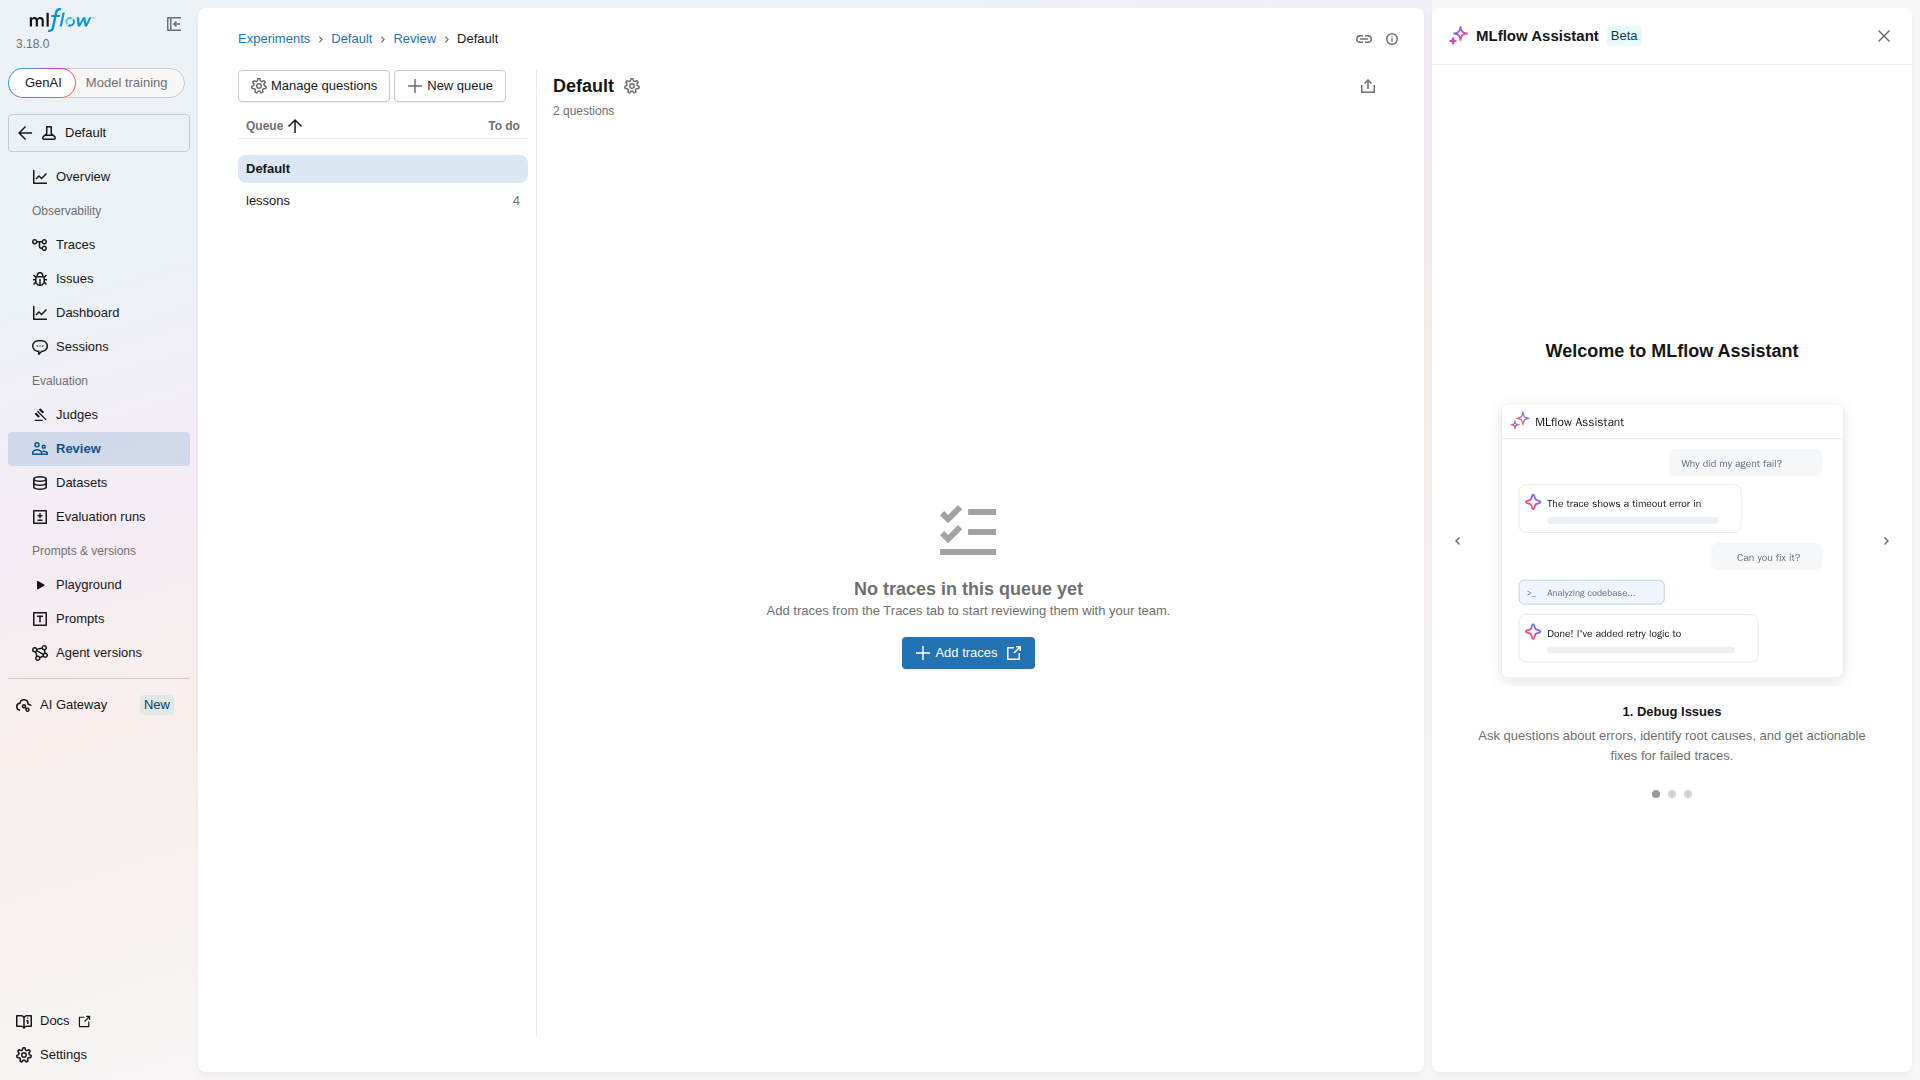 mlflow
3.18.0
GenAI
Model training
Default
Overview
Observability
Traces
Issues
Dashboard
Sessions
Evaluation
Judges
Review
Datasets
Evaluation runs
Prompts & versions
Playground
Prompts
Agent versions
AI Gateway New
Docs
Settings
Experiments > Default > Review > Default
Manage questions
New queue
Queue To do
Default
lessons 4
Default
2 questions
No traces in this queue yet
Add traces from the Traces tab to start reviewing them with your team.
Add traces
MLflow Assistant Beta
Welcome to MLflow Assistant
MLflow Assistant
Why did my agent fail?
The trace shows a timeout error in
Can you fix it?
>_ Analyzing codebase...
Done! I've added retry logic to
1. Debug Issues
Ask questions about errors, identify root causes, and get actionable
fixes for failed traces.